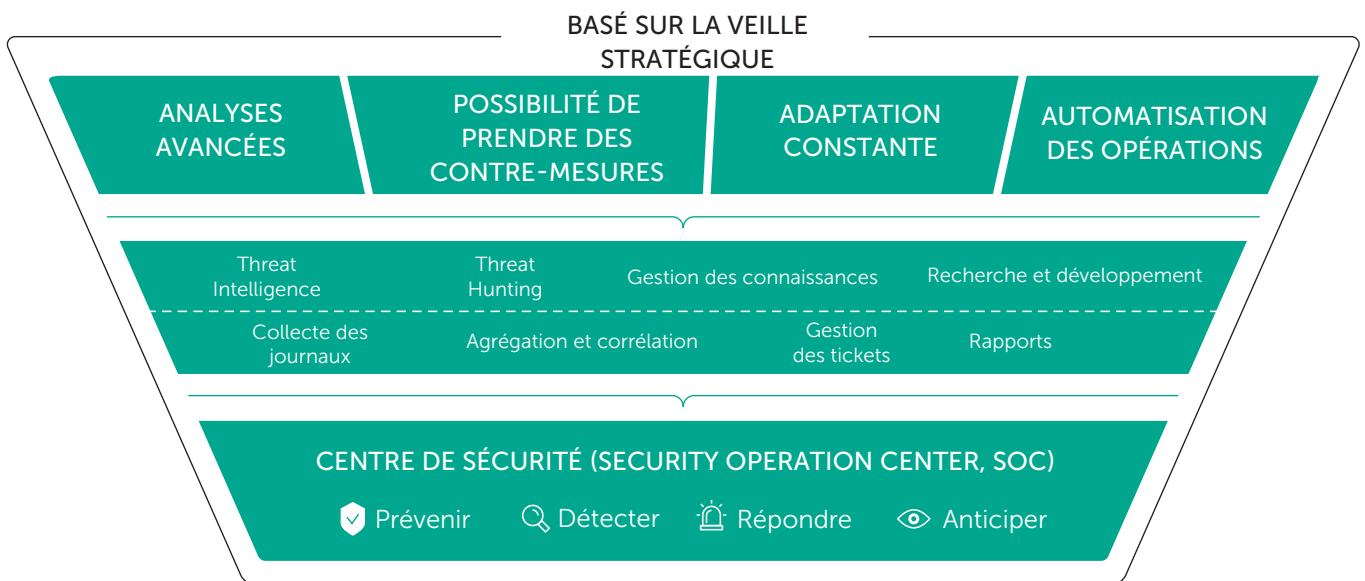 BASÉ SUR LA VEILLE
STRATÉGIQUE
ANALYSES
AVANCÉES
POSSIBILITÉ DE
PRENDRE DES
CONTRE-MESURES
ADAPTATION
CONSTANTE
AUTOMATISATION
DES OPÉRATIONS
Threat
Intelligence
Threat
Hunting
Gestion des connaissances
Recherche et développement
Collecte des
journaux
Agrégation et corrélation
Gestion
des tickets
Rapports
CENTRE DE SÉCURITÉ (SECURITY OPERATION CENTER, SOC)
Prévenir
Détecter
Répondre
Anticiper